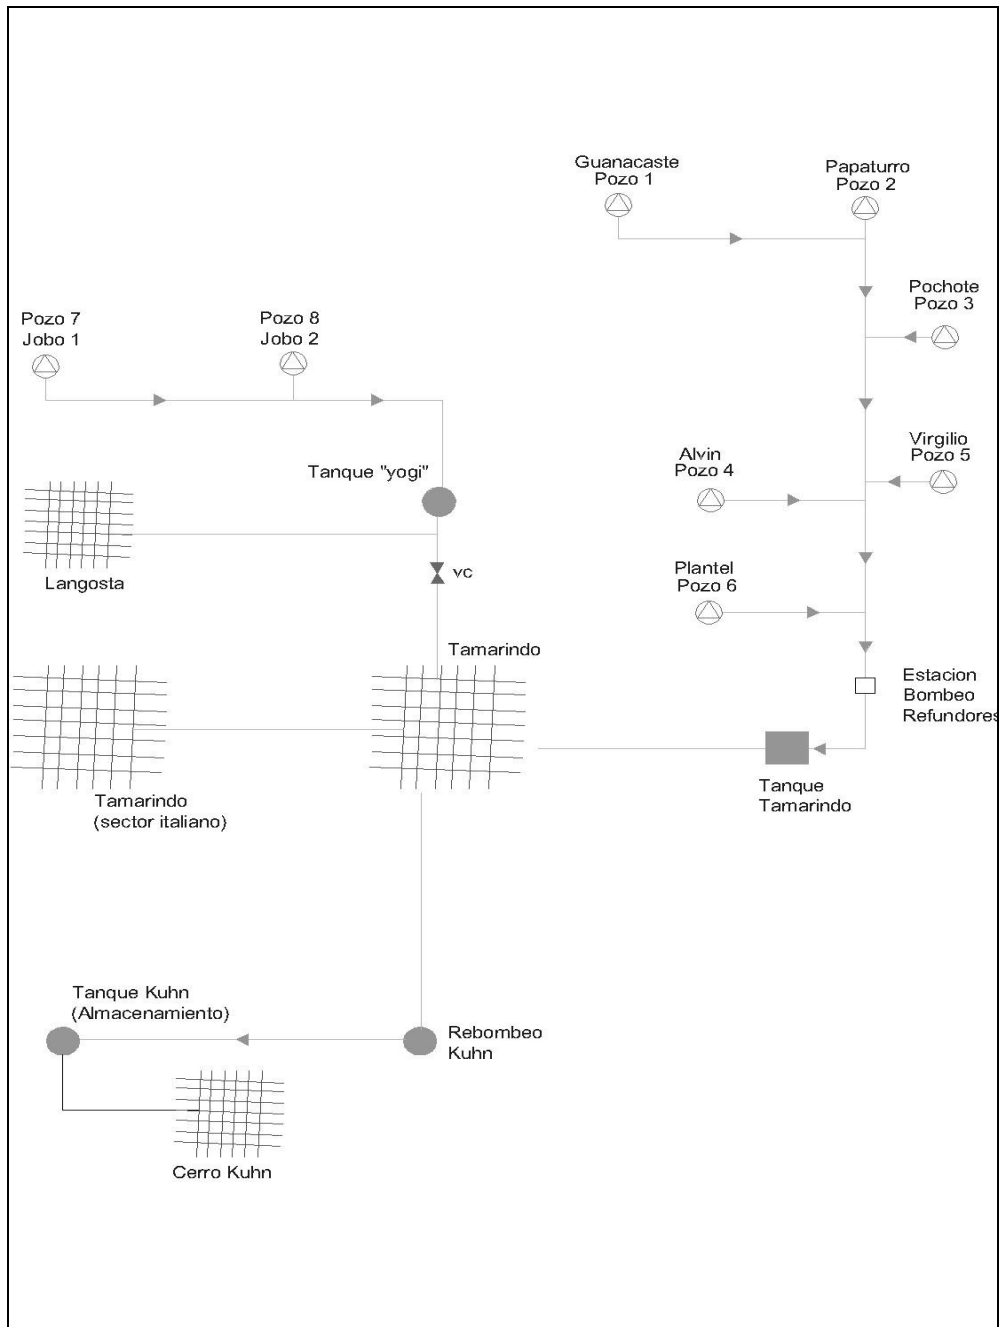 Guanacaste
Pozo 1
Papaturro
Pozo 2
Pochote
Pozo 3
Pozo 7
Jobo 1
Pozo 8
Jobo 2
Virgilio
Pozo 5
Alvin
Pozo 4
Tanque "yogi"
Langosta
vc
Plantel
Pozo 6
Tamarindo
Estacion
Bombeo
Refundores
Tamarindo
(sector italiano)
Tanque
Tamarindo
Tanque Kuhn
(Almacenamiento)
Rebombeo
Kuhn
Cerro Kuhn